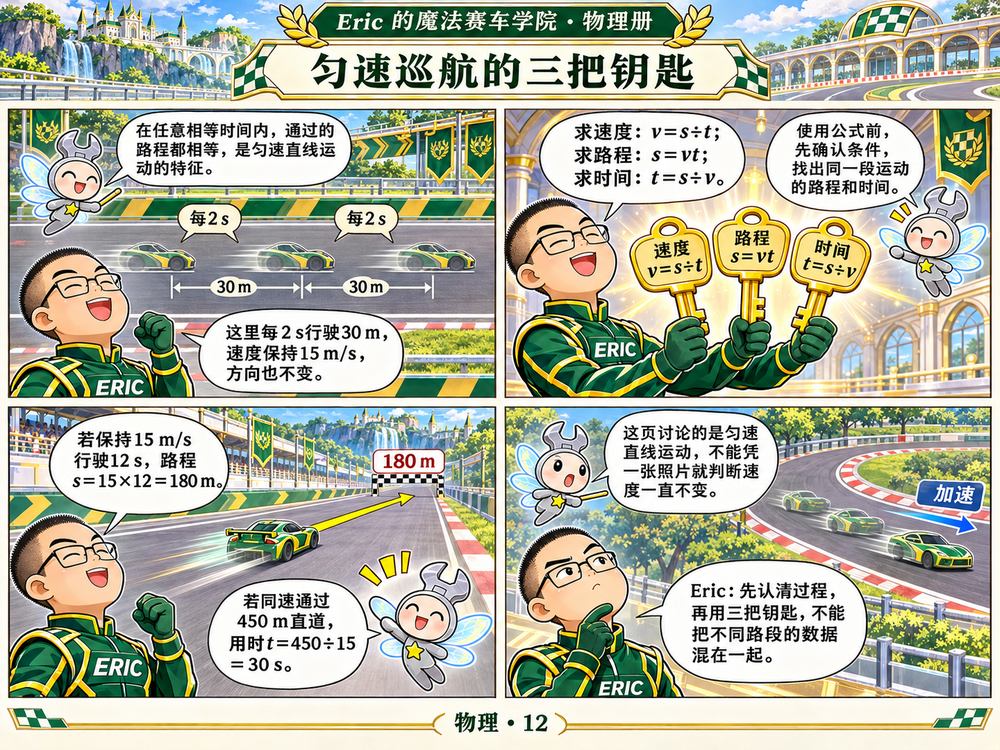 Eric 的魔法赛车学院·物理册
匀速巡航的三把钥匙
在任意相等时间内，通过的
路程都相等，是匀速直线运
动的特征。
每2 s
每2 s
30 m
30 m
这里每2 s行驶30 m，
速度保持15 m/s，
方向也不变。
ERIC
求速度：v=s÷t；
求路程：s=vt；
求时间：t=s÷v。
使用公式前，
先确认条件，
找出同一段运动
的路程和时间。
速度
v=s÷t
路程
s=vt
时间
t=s÷v
ERIC
若保持15 m/s
行驶12 s，路程
s=15×12=180 m。
180 m
若同速通过
450 m直道，
用时t=450÷15
=30 s。
ERIC
这页讨论的是匀速
直线运动，不能凭
一张照片就判断速
度一直不变。
加速
Eric：先认清过程，
再用三把钥匙，不能
把不同路段的数据
混在一起。
ERIC
物理·12